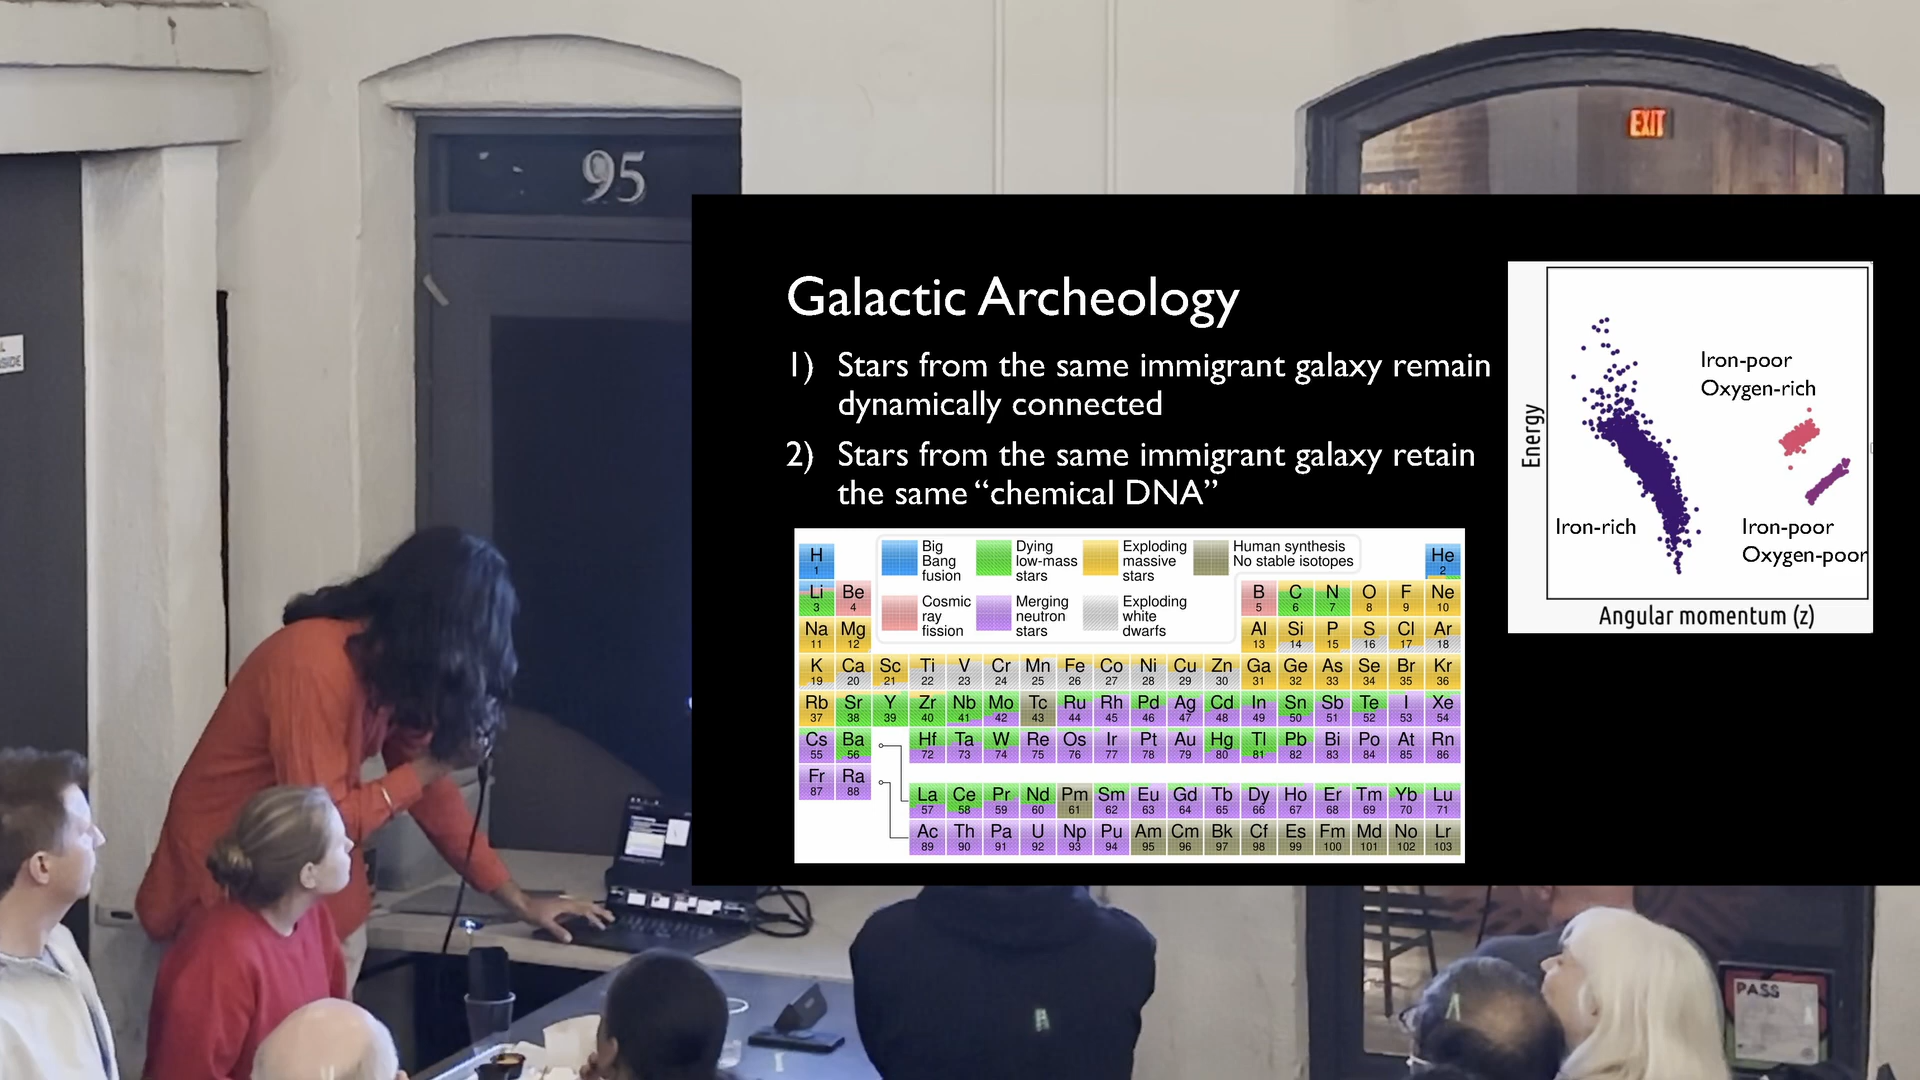 95
EXIT
SIDE
Galactic Archeology
1) Stars from the same immigrant galaxy remain
dynamically connected
2) Stars from the same immigrant galaxy retain
the same “chemical DNA”
Energy
Iron-poor
Oxygen-rich
Iron-rich
Iron-poor
Oxygen-poor
Angular momentum (z)
Big
Bang
fusion
Dying
low-mass
stars
Exploding
massive
stars
Human synthesis
No stable isotopes
Cosmic
ray
fission
Merging
neutron
stars
Exploding
white
dwarfs
H He
1 2
Li Be B C N O F Ne
3 4 5 6 7 8 9 10
Na Mg Al Si P S Cl Ar
11 12 13 14 15 16 17 18
K Ca Sc Ti V Cr Mn Fe Co Ni Cu Zn Ga Ge As Se Br Kr
19 20 21 22 23 24 25 26 27 28 29 30 31 32 33 34 35 36
Rb Sr Y Zr Nb Mo Tc Ru Rh Pd Ag Cd In Sn Sb Te I Xe
37 38 39 40 41 42 43 44 45 46 47 48 49 50 51 52 53 54
Cs Ba Hf Ta W Re Os Ir Pt Au Hg Tl Pb Bi Po At Rn
55 56 72 73 74 75 76 77 78 79 80 81 82 83 84 85 86
Fr Ra
87 88
La Ce Pr Nd Pm Sm Eu Gd Tb Dy Ho Er Tm Yb Lu
57 58 59 60 61 62 63 64 65 66 67 68 69 70 71
Ac Th Pa U Np Pu Am Cm Bk Cf Es Fm Md No Lr
89 90 91 92 93 94 95 96 97 98 99 100 101 102 103
PASS